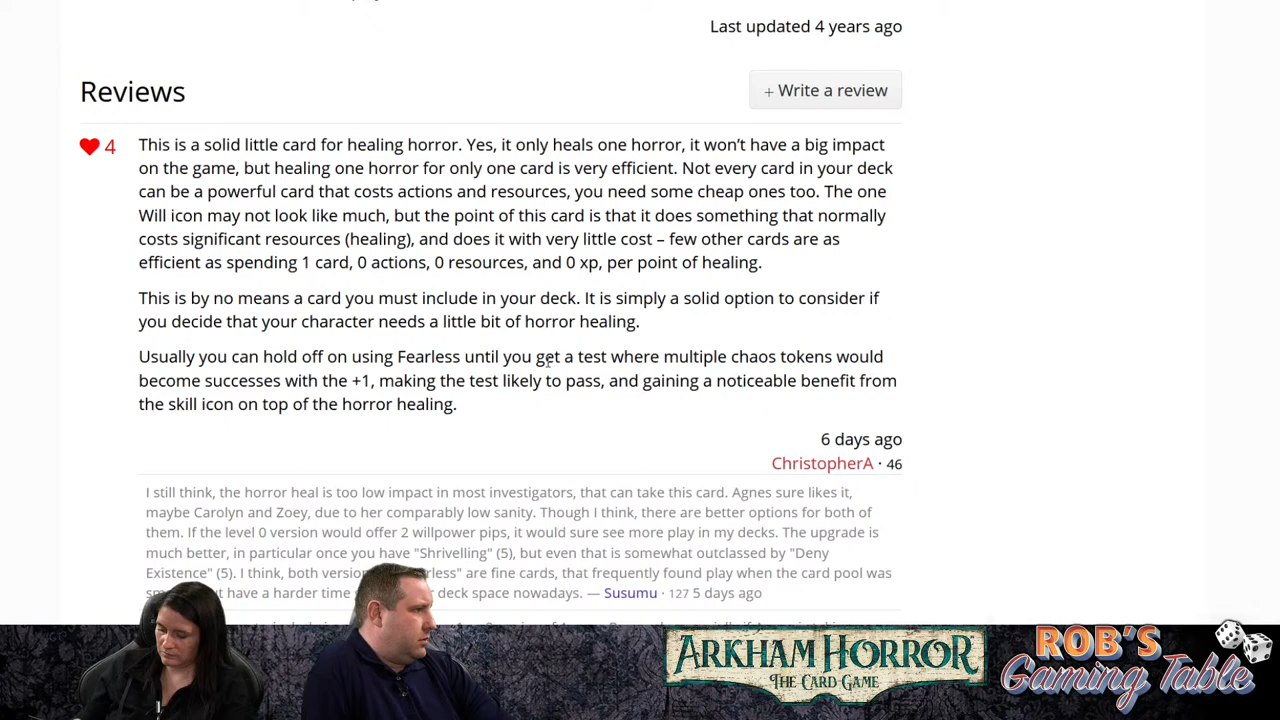 Last updated 4 years ago
Reviews
+ Write a review
4
This is a solid little card for healing horror. Yes, it only heals one horror, it won’t have a big impact
on the game, but healing one horror for only one card is very efficient. Not every card in your deck
can be a powerful card that costs actions and resources, you need some cheap ones too. The one
Will icon may not look like much, but the point of this card is that it does something that normally
costs significant resources (healing), and does it with very little cost – few other cards are as
efficient as spending 1 card, 0 actions, 0 resources, and 0 xp, per point of healing.
This is by no means a card you must include in your deck. It is simply a solid option to consider if
you decide that your character needs a little bit of horror healing.
Usually you can hold off on using Fearless until you get a test where multiple chaos tokens would
become successes with the +1, making the test likely to pass, and gaining a noticeable benefit from
the skill icon on top of the horror healing.
6 days ago
ChristopherA · 46
I still think, the horror heal is too low impact in most investigators, that can take this card. Agnes sure likes it,
maybe Carolyn and Zoey, due to her comparably low sanity. Though I think, there are better options for both of
them. If the level 0 version would offer 2 willpower pips, it would sure see more play in my decks. The upgrade is
much better, in particular once you have "Shrivelling" (5), but even that is somewhat outclassed by "Deny
Existence" (5). I think, both are fine cards, that frequently found play when the card pool was
have a harder time deck space nowadays. — Susumu · 127 5 days ago
ARKHAM HORROR
THE CARD GAME
ROB'S
Gaming Table